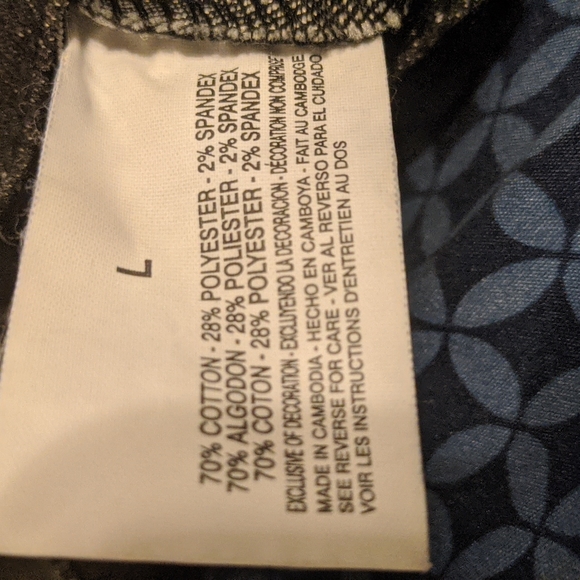 L
70% COTTON - 28% POLYESTER - 2% SPANDEX
70% ALGODON - 28% POLIESTER - 2% SPANDEX
70% COTON - 28% POLYESTER - 2% SPANDEX
EXCLUSIVE OF DECORATION - EXCLUYENDO LA DECORACION - DÉCORATION NON COMPRISE
MADE IN CAMBODIA - HECHO EN CAMBOYA - FAIT AU CAMBODGE
SEE REVERSE FOR CARE - VER AL REVERSO PARA EL CUIDADO
VOIR LES INSTRUCTIONS D'ENTRETIEN AU DOS